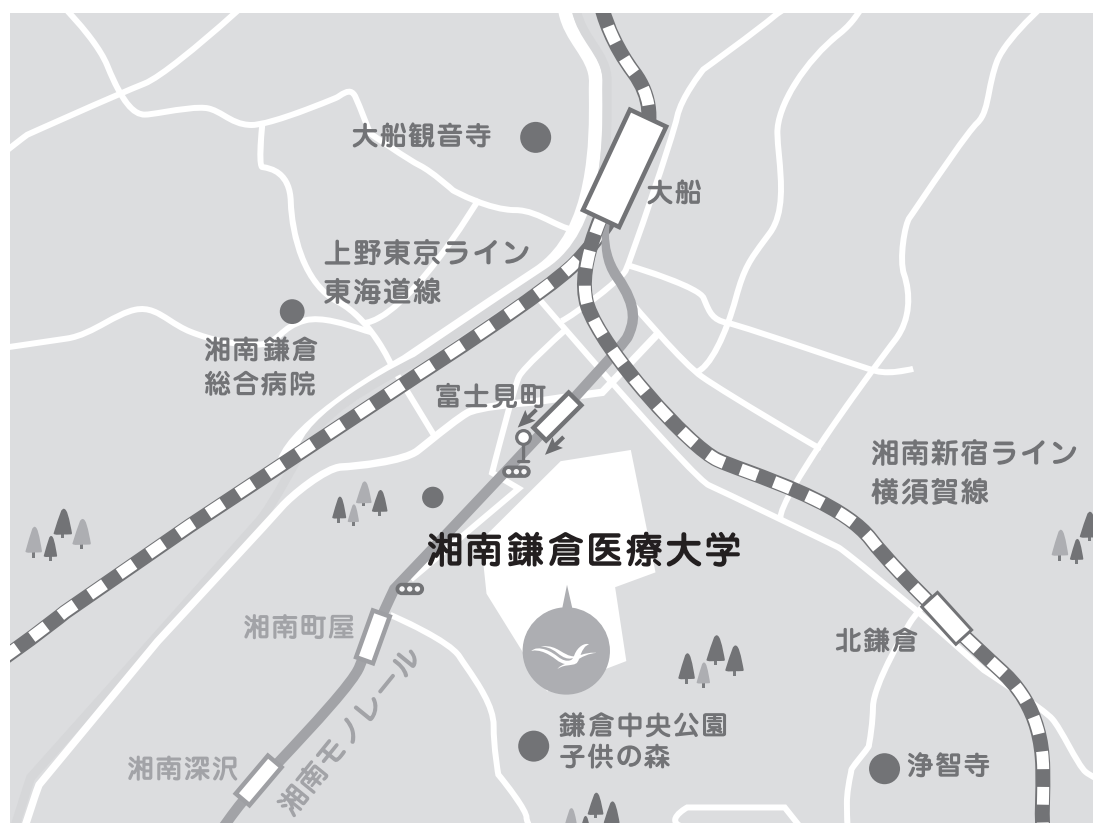 大船観音寺
大船
上野東京ライン
東海道線
湘南鎌倉
総合病院
富士見町
湘南新宿ライン
横須賀線
湘南鎌倉医療大学
湘南町屋
北鎌倉
湘南モノレール
鎌倉中央公園
子供の森
湘南深沢
浄智寺